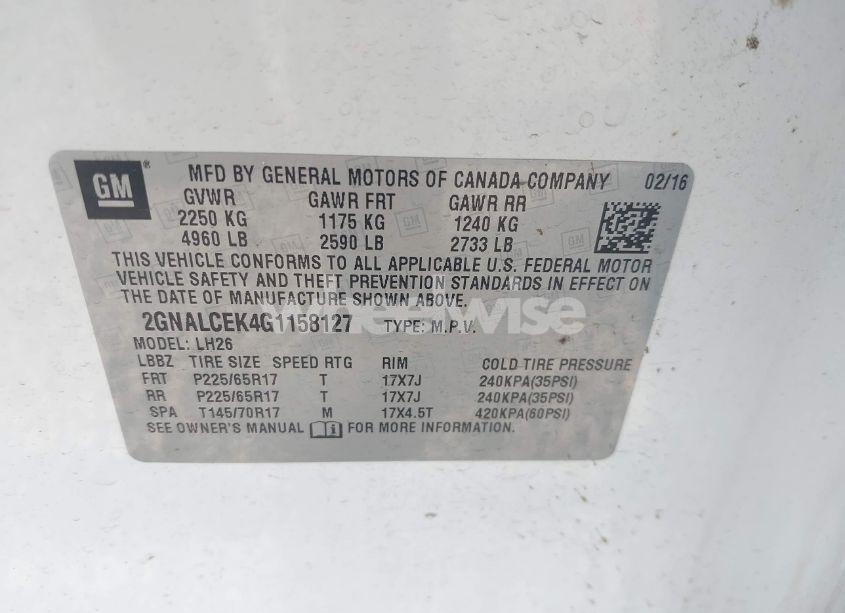 GM ® MFD BY GENERAL MOTORS OF CANADA COMPANY 02/16
GVWR GAWR FRT GAWR RR
2250 KG 1175 KG 1240 KG
4960 LB 2590 LB 2733 LB
THIS VEHICLE CONFORMS TO ALL APPLICABLE U.S. FEDERAL MOTOR
VEHICLE SAFETY AND THEFT PREVENTION STANDARDS IN EFFECT ON
THE DATE OF MANUFACTURE SHOWN ABOVE.
2GNALCEK4G1158127 TYPE: M.P.V.
wheelwise
MODEL: LH26
LBBZ TIRE SIZE SPEED RTG RIM COLD TIRE PRESSURE
FRT P225/65R17 T 17X7J 240KPA(35PSI)
RR P225/65R17 T 17X7J 240KPA(35PSI)
SPA T145/70R17 M 17X4.5T 420KPA(60PSI)
SEE OWNER'S MANUAL i FOR MORE INFORMATION.